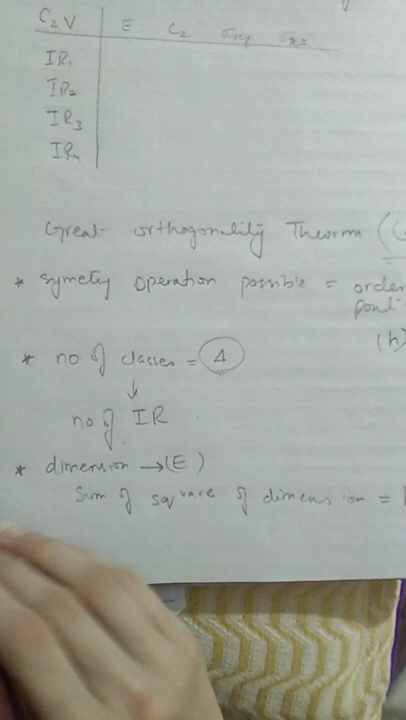 C₂V E C₂ σxy σxz
IR₁
IR₂
IR₃
IR₄
Great orthogonality Theorm (
* symetry operation possible = order
(h)
* no of classes = 4
↓
no of IR
* dimension → (E)
Sum of square of dimension =